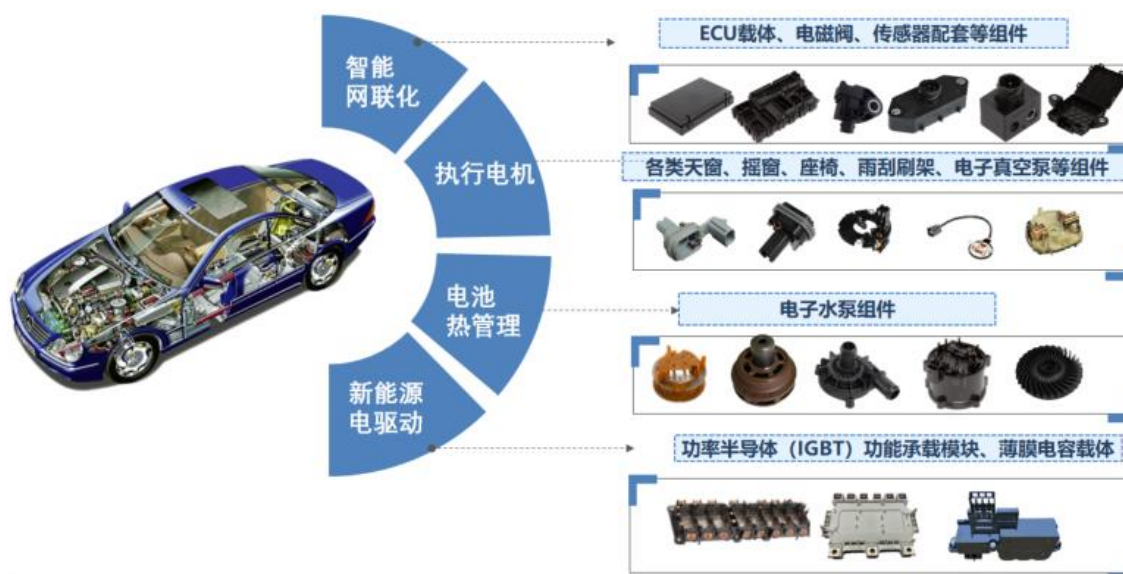 智能
网联化
ECU载体、电磁阀、传感器配套等组件
执行电机
各类天窗、摇窗、座椅、雨刮刷架、电子真空泵等组件
电池
热管理
电子水泵组件
新能源
电驱动
功率半导体（IGBT）功能承载模块、薄膜电容载体